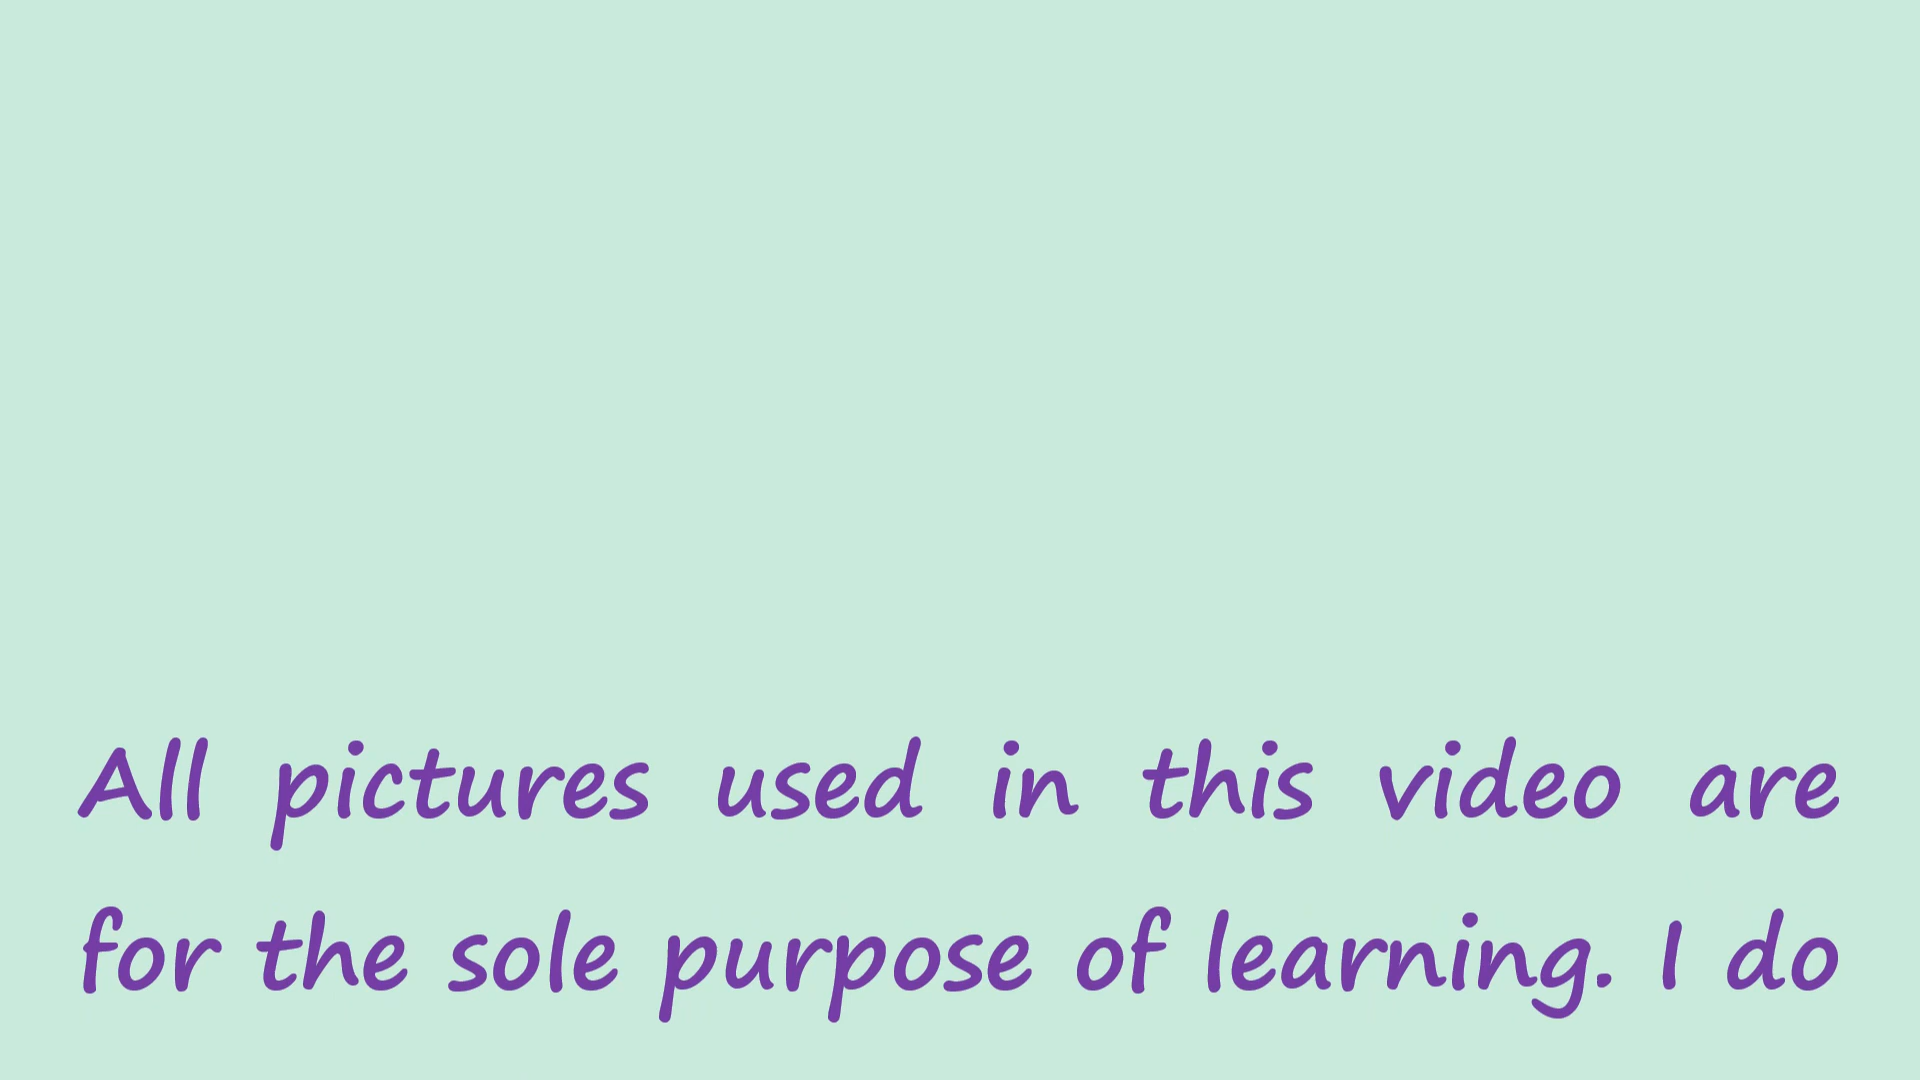 All pictures used in this video are
for the sole purpose of learning. I do